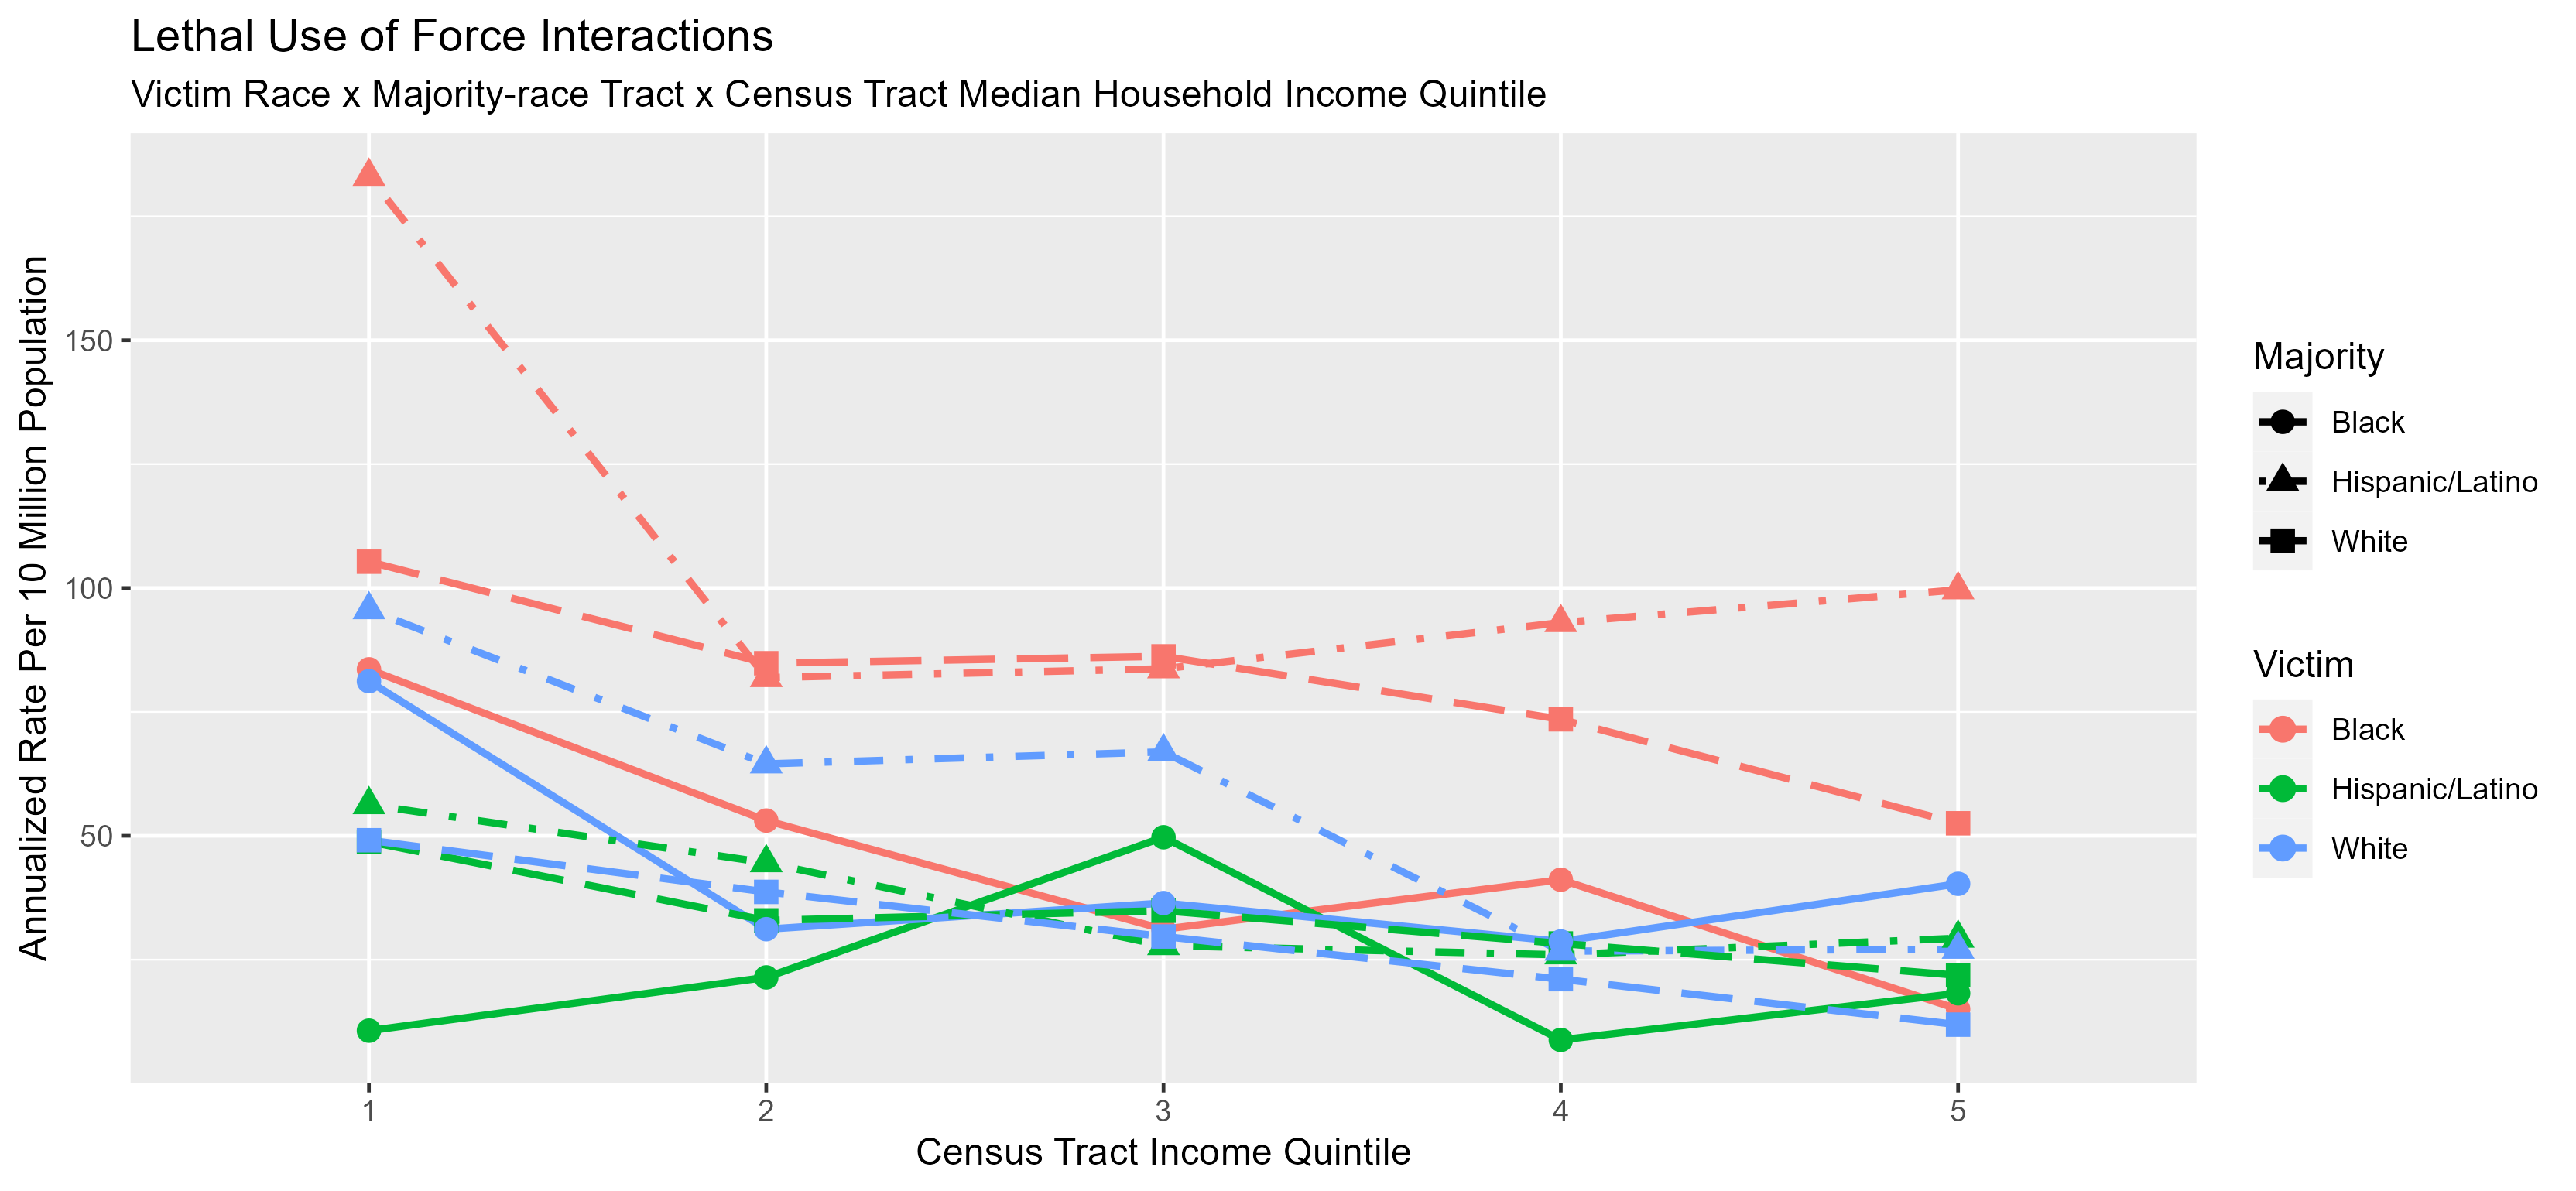 Lethal Use of Force Interactions
Victim Race x Majority-race Tract x Census Tract Median Household Income Quintile
Annualized Rate Per 10 Million Population
150
100
50
1 2 3 4 5
Census Tract Income Quintile
Majority
Black
Hispanic/Latino
White
Victim
Black
Hispanic/Latino
White